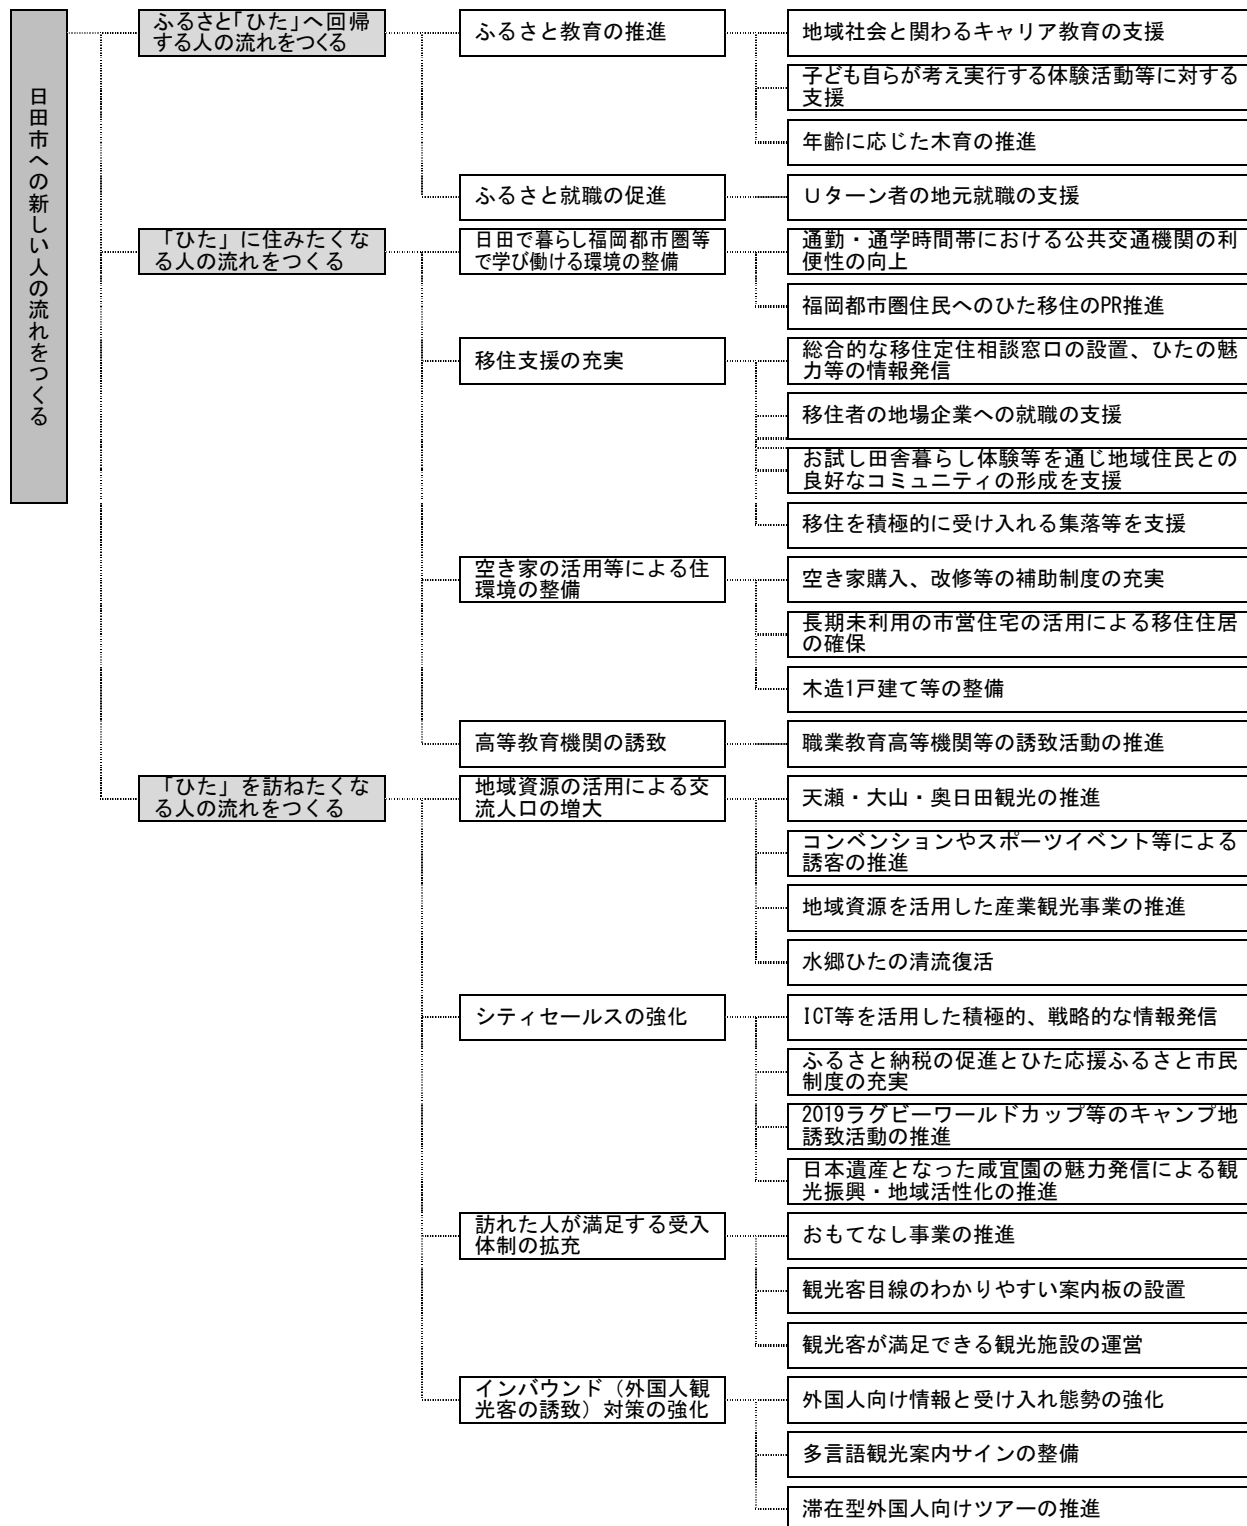 日田市への新しい人の流れをつくる
ふるさと「ひた」へ回帰
する人の流れをつくる
ふるさと教育の推進
地域社会と関わるキャリア教育の支援
子ども自らが考え実行する体験活動等に対する
支援
年齢に応じた木育の推進
ふるさと就職の促進
Uターン者の地元就職の支援
「ひた」に住みたくな
る人の流れをつくる
日田で暮らし福岡都市圏等
で学び働ける環境の整備
通勤・通学時間帯における公共交通機関の利
便性の向上
福岡都市圏住民へのひた移住のPR推進
移住支援の充実
総合的な移住定住相談窓口の設置、ひたの魅
力等の情報発信
移住者の地場企業への就職の支援
お試し田舎暮らし体験等を通じ地域住民との
良好なコミュニティの形成を支援
移住を積極的に受け入れる集落等を支援
空き家の活用等による住
環境の整備
空き家購入、改修等の補助制度の充実
長期未利用の市営住宅の活用による移住住居
の確保
木造1戸建て等の整備
高等教育機関の誘致
職業教育高等機関等の誘致活動の推進
「ひた」を訪ねたくな
る人の流れをつくる
地域資源の活用による交
流人口の増大
天瀬・大山・奥日田観光の推進
コンベンションやスポーツイベント等による
誘客の推進
地域資源を活用した産業観光事業の推進
水郷ひたの清流復活
シティセールスの強化
ICT等を活用した積極的、戦略的な情報発信
ふるさと納税の促進とひた応援ふるさと市民
制度の充実
2019ラグビーワールドカップ等のキャンプ地
誘致活動の推進
日本遺産となった咸宜園の魅力発信による観
光振興・地域活性化の推進
訪れた人が満足する受入
体制の拡充
おもてなし事業の推進
観光客目線のわかりやすい案内板の設置
観光客が満足できる観光施設の運営
インバウンド（外国人観
光客の誘致）対策の強化
外国人向け情報と受け入れ態勢の強化
多言語観光案内サインの整備
滞在型外国人向けツアーの推進